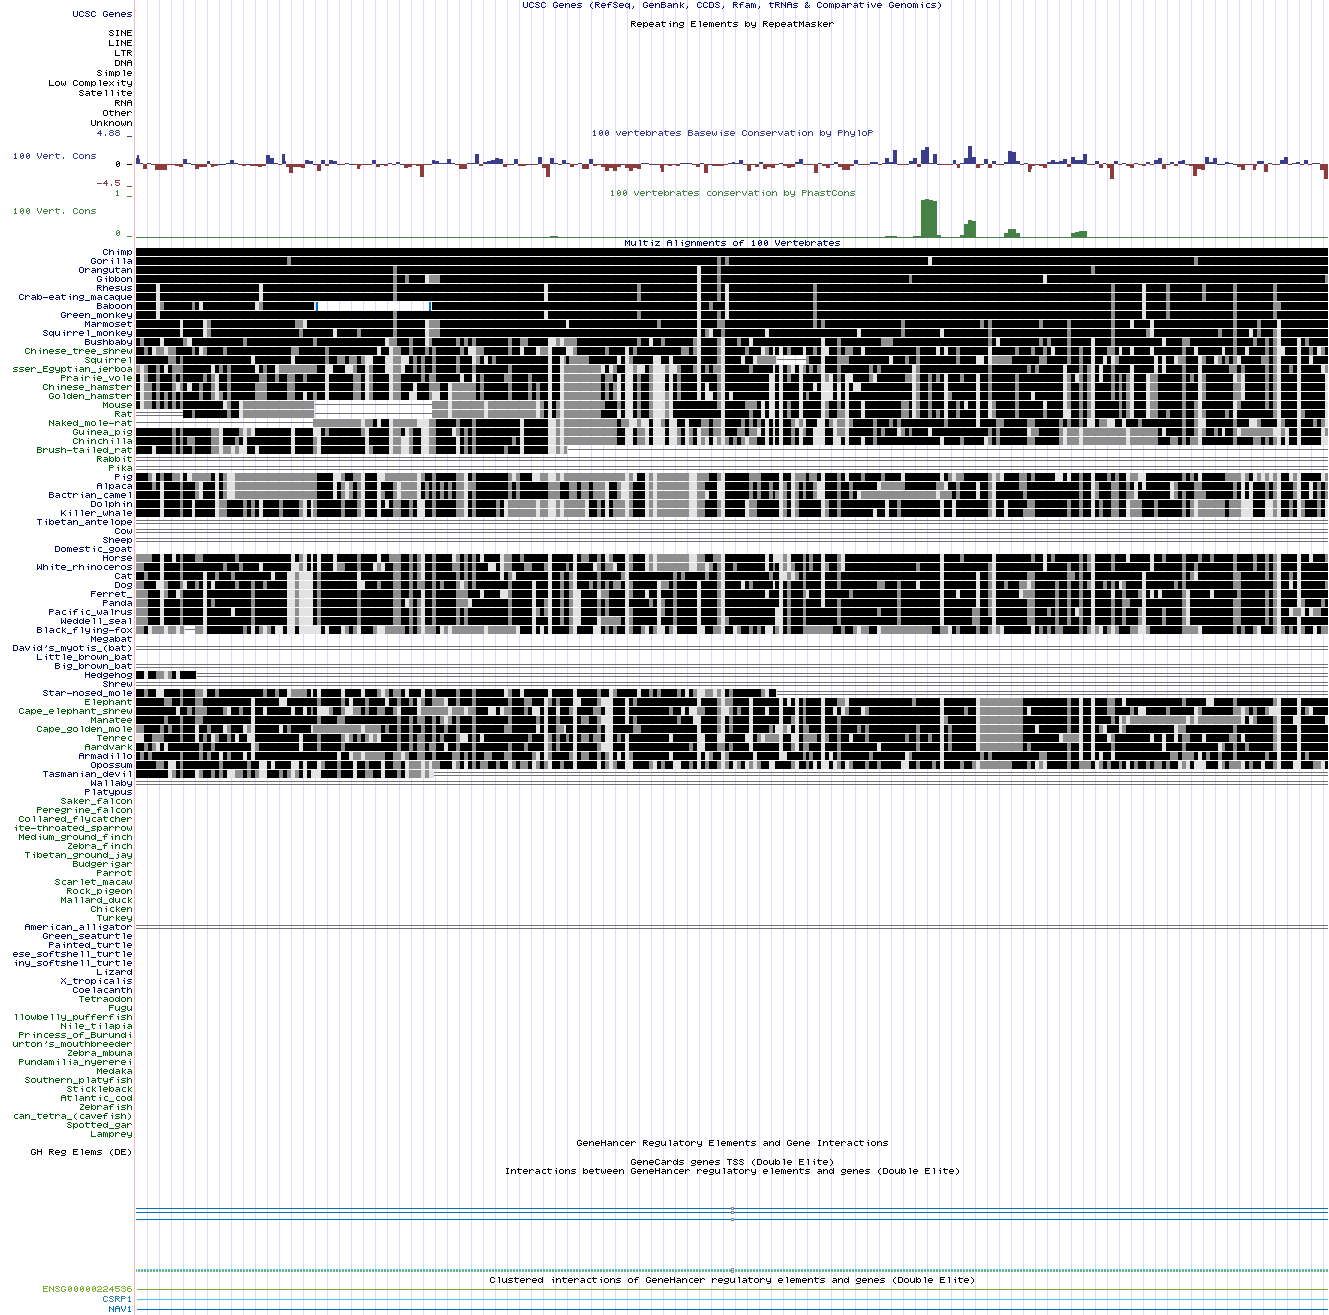 UCSC Genes (RefSeq, GenBank, CCDS, Rfam, tRNAs & Comparative Genomics)
UCSC Genes
Repeating Elements by RepeatMasker
SINE
LINE
LTR
DNA
Simple
Low Complexity
Satellite
RNA
Other
Unknown
4.88 _
100 vertebrates Basewise Conservation by PhyloP
100 Vert. Cons
0 -
-4.5 _
1 _
100 vertebrates conservation by PhastCons
100 Vert. Cons
0 _
Multiz Alignments of 100 Vertebrates
Chimp
Gorilla
Orangutan
Gibbon
Rhesus
Crab-eating_macaque
Baboon
Green_monkey
Marmoset
Squirrel_monkey
Bushbaby
Chinese_tree_shrew
Squirrel
sser_Egyptian_jerboa
Prairie_vole
Chinese_hamster
Golden_hamster
Mouse
Rat
Naked_mole-rat
Guinea_pig
Chinchilla
Brush-tailed_rat
Rabbit
Pika
Pig
Alpaca
Bactrian_camel
Dolphin
Killer_whale
Tibetan_antelope
Cow
Sheep
Domestic_goat
Horse
White_rhinoceros
Cat
Dog
Ferret_
Panda
Pacific_walrus
Weddell_seal
Black_flying-fox
Megabat
David's_myotis_(bat)
Little_brown_bat
Big_brown_bat
Hedgehog
Shrew
Star-nosed_mole
Elephant
Cape_elephant_shrew
Manatee
Cape_golden_mole
Tenrec
Aardvark
Armadillo
Opossum
Tasmanian_devil
Wallaby
Platypus
Saker_falcon
Peregrine_falcon
Collared_flycatcher
ite-throated_sparrow
Medium_ground_finch
Zebra_finch
Tibetan_ground_jay
Budgerigar
Parrot
Scarlet_macaw
Rock_pigeon
Mallard_duck
Chicken
Turkey
American_alligator
Green_seaturtle
Painted_turtle
ese_softshell_turtle
iny_softshell_turtle
Lizard
X_tropicalis
Coelacanth
Tetraodon
Fugu
llowbelly_pufferfish
Nile_tilapia
Princess_of_Burundi
urton's_mouthbreeder
Zebra_mbuna
Pundamilia_nyererei
Medaka
Southern_platyfish
Stickleback
Atlantic_cod
Zebrafish
can_tetra_(cavefish)
Spotted_gar
Lamprey
GeneHancer Regulatory Elements and Gene Interactions
GH Reg Elems (DE)
GeneCards genes TSS (Double Elite)
Interactions between GeneHancer regulatory elements and genes (Double Elite)
Clustered interactions of GeneHancer regulatory elements and genes (Double Elite)
ENSG00000224536
CSRP1
NAV1